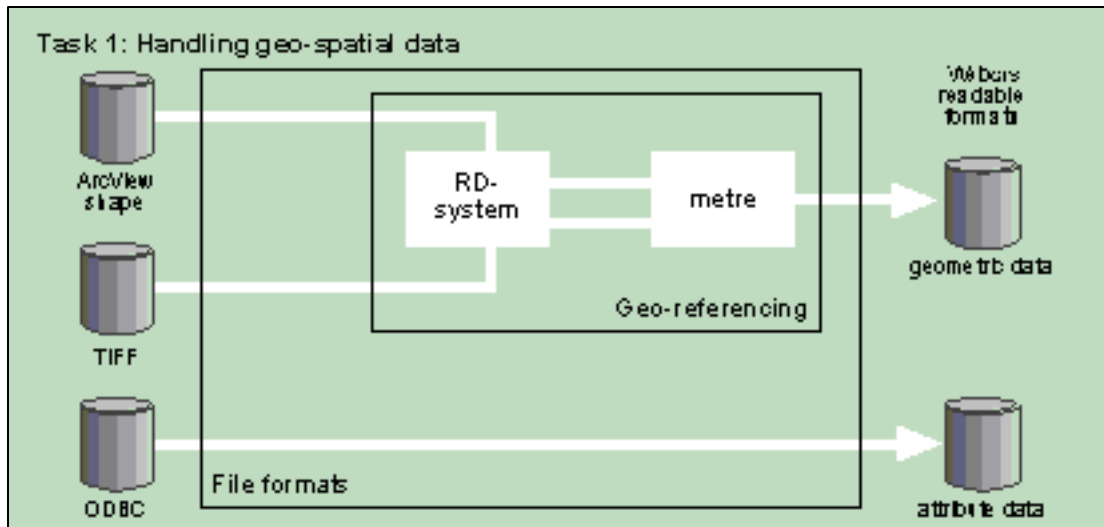 Task 1: Handling geo-spatial data
readable
formats
ArcView
shape
RD-
system
metre
geometric data
Geo-referencing
TIFF
File formats
ODBC
attribute data